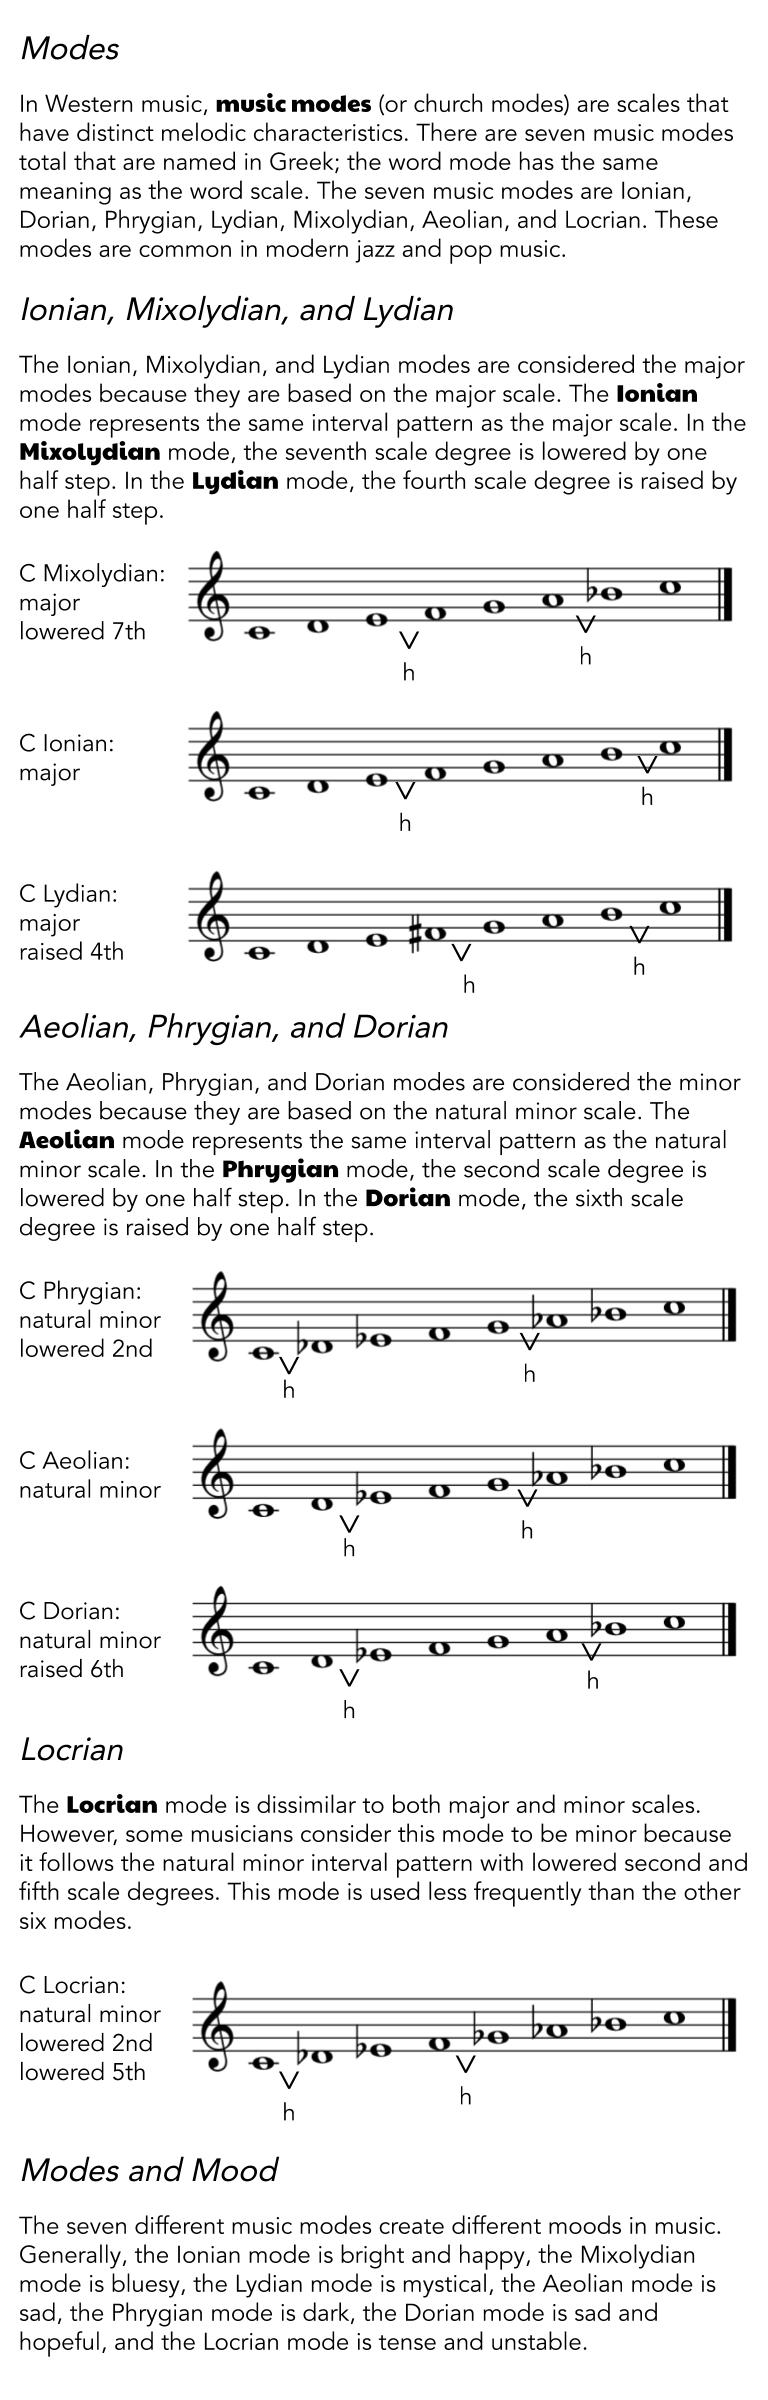 Modes
In Western music, music modes (or church modes) are scales that
have distinct melodic characteristics. There are seven music modes
total that are named in Greek; the word mode has the same
meaning as the word scale. The seven music modes are Ionian,
Dorian, Phrygian, Lydian, Mixolydian, Aeolian, and Locrian. These
modes are common in modern jazz and pop music.
Ionian, Mixolydian, and Lydian
The Ionian, Mixolydian, and Lydian modes are considered the major
modes because they are based on the major scale. The Ionian
mode represents the same interval pattern as the major scale. In the
Mixolydian mode, the seventh scale degree is lowered by one
half step. In the Lydian mode, the fourth scale degree is raised by
one half step.
C Mixolydian:
major
lowered 7th
h
h
C Ionian:
major
h
h
C Lydian:
major
raised 4th
h
h
Aeolian, Phrygian, and Dorian
The Aeolian, Phrygian, and Dorian modes are considered the minor
modes because they are based on the natural minor scale. The
Aeolian mode represents the same interval pattern as the natural
minor scale. In the Phrygian mode, the second scale degree is
lowered by one half step. In the Dorian mode, the sixth scale
degree is raised by one half step.
C Phrygian:
natural minor
lowered 2nd
h
h
C Aeolian:
natural minor
h
h
C Dorian:
natural minor
raised 6th
h
h
Locrian
The Locrian mode is dissimilar to both major and minor scales.
However, some musicians consider this mode to be minor because
it follows the natural minor interval pattern with lowered second and
fifth scale degrees. This mode is used less frequently than the other
six modes.
C Locrian:
natural minor
lowered 2nd
lowered 5th
h
h
Modes and Mood
The seven different music modes create different moods in music.
Generally, the Ionian mode is bright and happy, the Mixolydian
mode is bluesy, the Lydian mode is mystical, the Aeolian mode is
sad, the Phrygian mode is dark, the Dorian mode is sad and
hopeful, and the Locrian mode is tense and unstable.